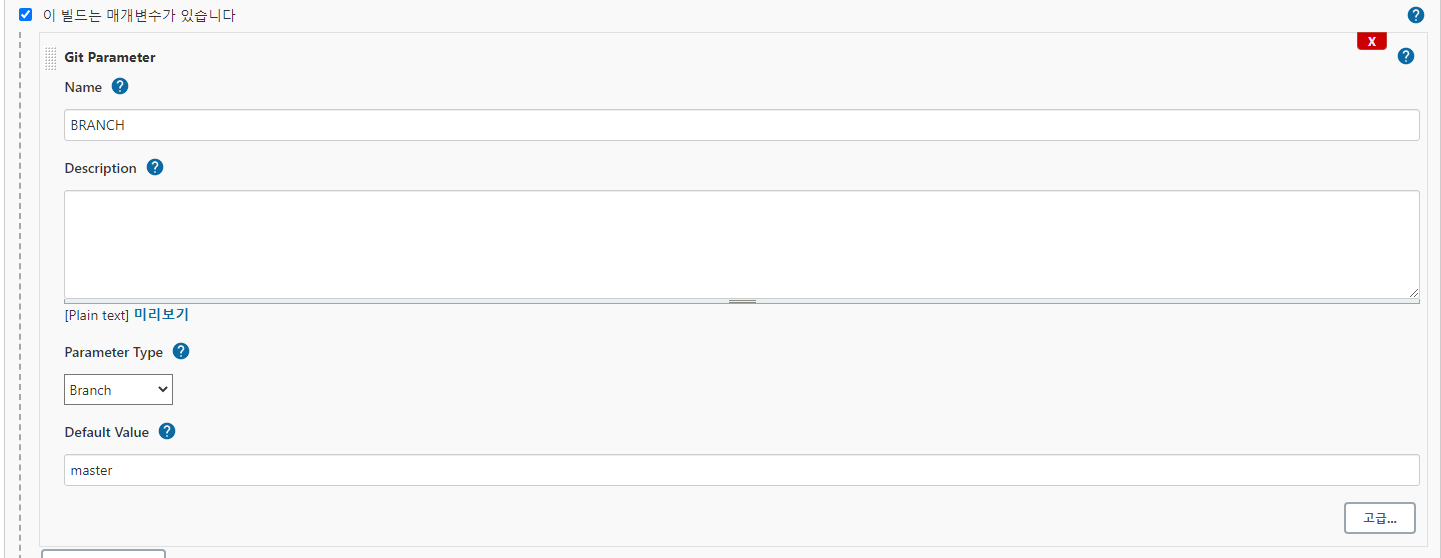 이 빌드는 매개변수가 있습니다
?
X
Git Parameter
?
Name ?
BRANCH
Description ?
[Plain text] 미리보기
Parameter Type ?
Branch
Default Value ?
master
고급...